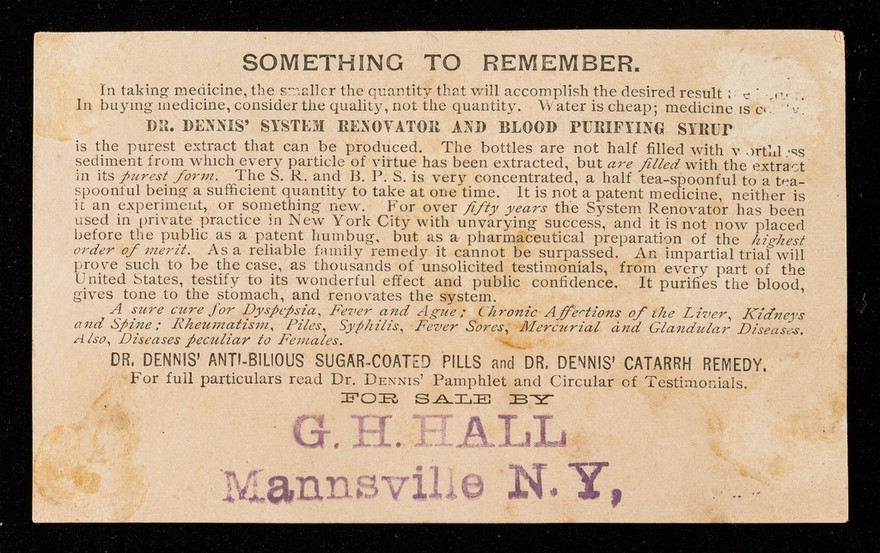 SOMETHING TO REMEMBER.
In taking medicine, the smaller the quantity that will accomplish the desired result
In buying medicine, consider the quality, not the quantity. Water is cheap; medicine is
DR. DENNIS' SYSTEM RENOVATOR AND BLOOD PURIFYING SYRUP
is the purest extract that can be produced. The bottles are not half filled with worthless
sediment from which every particle of virtue has been extracted, but are filled with the extract
in its purest form. The S. R. and B. P. S. is very concentrated, a half tea-spoonful to a tea-
spoonful being a sufficient quantity to take at one time. It is not a patent medicine, neither is
it an experiment, or something new. For over fifty years the System Renovator has been
used in private practice in New York City with unvarying success, and it is not now placed
before the public as a patent humbug, but as a pharmaceutical preparation of the highest
order of merit. As a reliable family remedy it cannot be surpassed. An impartial trial will
prove such to be the case, as thousands of unsolicited testimonials, from every part of the
United States, testify to its wonderful effect and public confidence. It purifies the blood,
gives tone to the stomach, and renovates the system.
A sure cure for Dyspepsia, Fever and Ague; Chronic Affections of the Liver, Kidneys
and Spine; Rheumatism, Piles, Syphilis, Fever Sores, Mercurial and Glandular Diseases.
Also, Diseases peculiar to Females.
DR. DENNIS' ANTI-BILIOUS SUGAR-COATED PILLS and DR. DENNIS' CATARRH REMEDY.
For full particulars read Dr. DENNIS' Pamphlet and Circular of Testimonials.
FOR SALE BY
G. H. HALL
Mannsville N. Y,